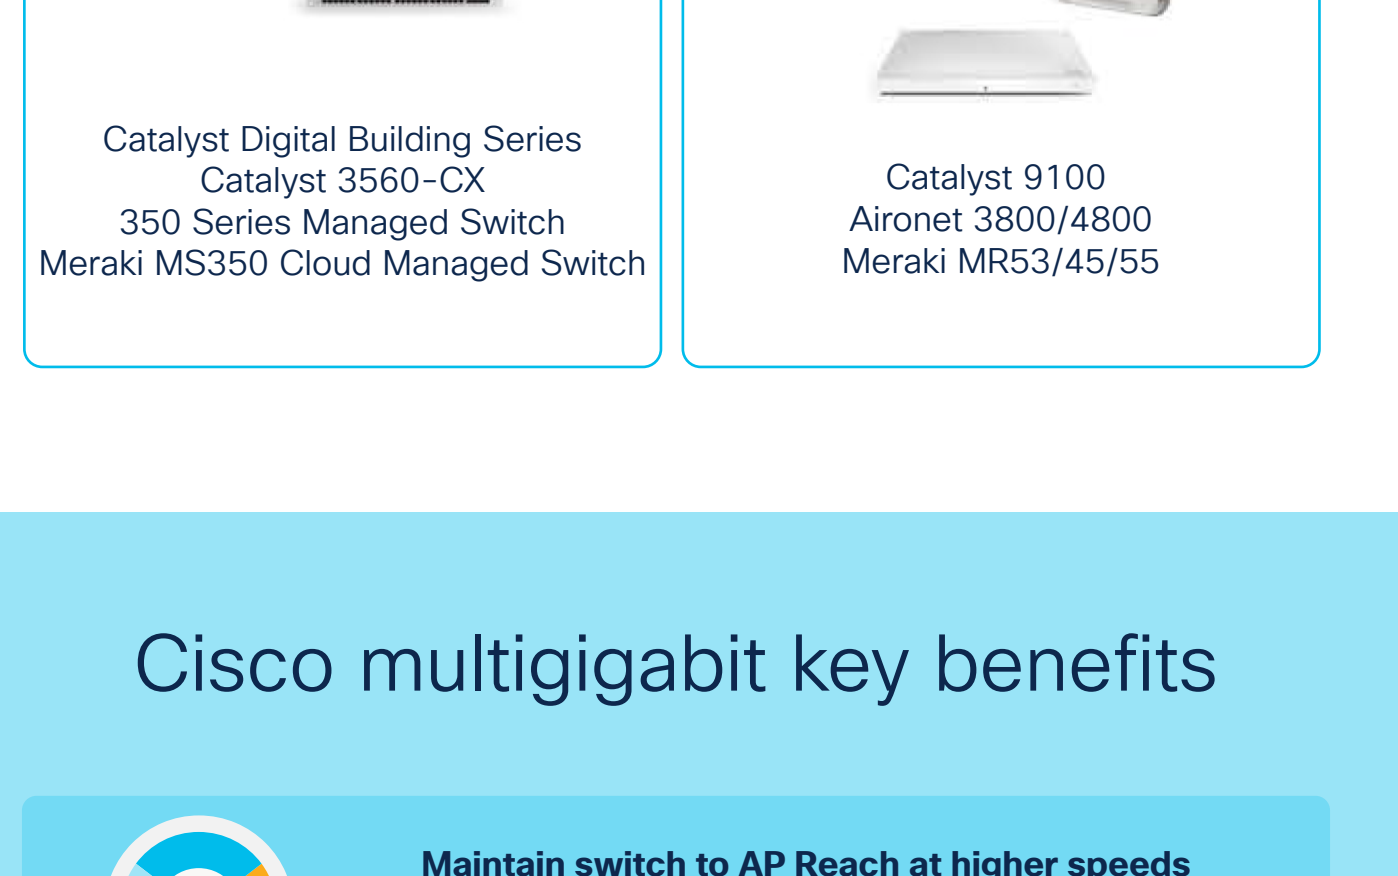 Catalyst Digital Building Series
Catalyst 3560-CX
350 Series Managed Switch
Meraki MS350 Cloud Managed Switch
Catalyst 9100
Aironet 3800/4800
Meraki MR53/45/55
Cisco multigigabit key benefits
Maintain switch to AP Reach at higher speeds